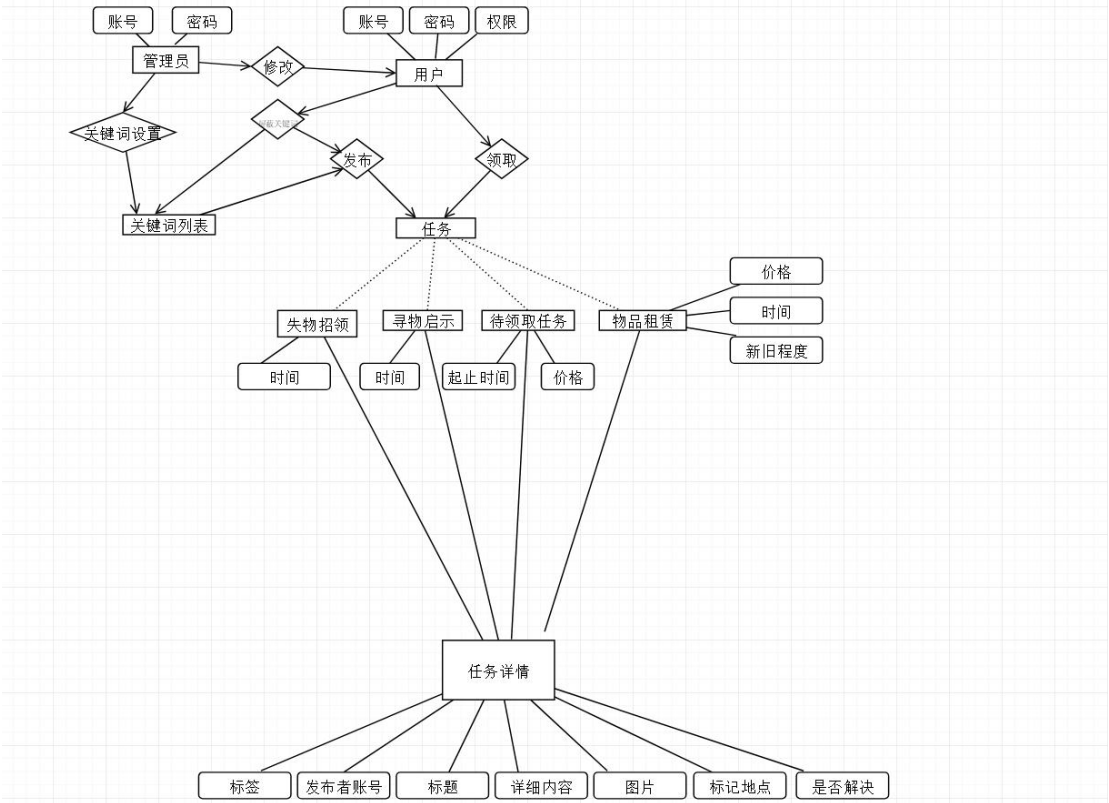 账号
密码
账号
密码
权限
管理员
修改
用户
屏蔽关键词
关键词设置
发布
领取
关键词列表
任务
价格
时间
新旧程度
失物招领
寻物启示
待领取任务
物品租赁
时间
时间
起止时间
价格
任务详情
标签
发布者账号
标题
详细内容
图片
标记地点
是否解决